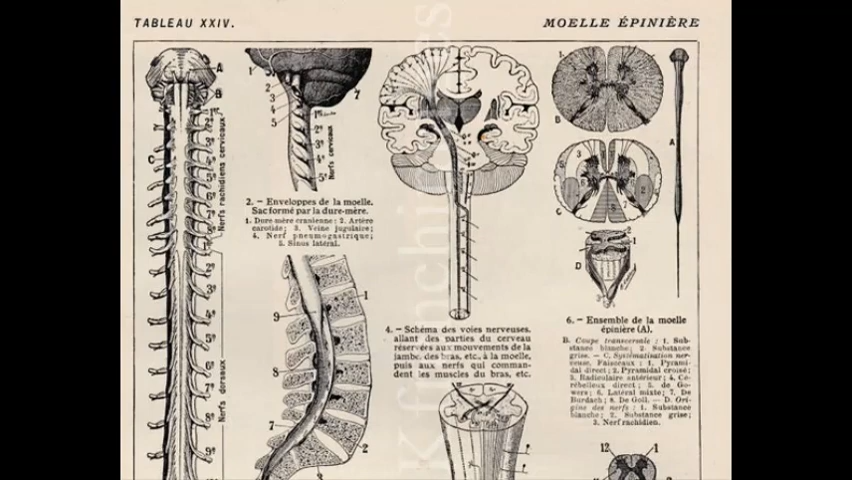 TABLEAU XXIV.
MOELLE ÉPINIÈRE
Nerfs rachidiens cervicaux
Nerfs dorsaux
Nerfs cervicaux
2. – Enveloppes de la moelle.
Sac formé par la dure-mère.
1. Dure-mère cranienne; 2. Artère
carotide; 3. Veine jugulaire;
4. Nerf pneumogastrique;
5. Sinus latéral.
4. – Schéma des voies nerveuses.
allant des parties du cerveau
réservées aux mouvements de la
jambe, des bras, etc., à la moelle,
puis aux nerfs qui comman-
dent les muscles du bras, etc.
6. – Ensemble de la moelle
épinière (A).
B. Coupe transversale: 1. Sub-
stance blanche; 2. Substance
grise. – C. Systématisation ner-
veuse. Faisceaux: 1. Pyrami-
dal direct; 2. Pyramidal croisé;
3. Radiculaire antérieur; 4. Cé-
rébelleux direct; 5. de Go-
wers; 6. Latéral mixte; 7. De
Burdach; 8. De Goll. – D. Ori-
gine des nerfs: 1. Substance
blanche; 2. Substance grise;
3. Nerf rachidien.